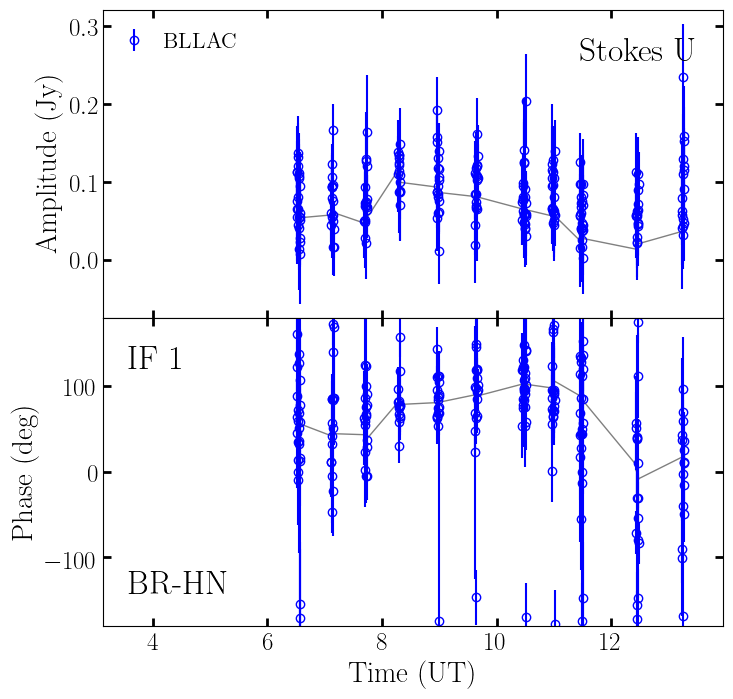 0.3
BLLAC
Stokes U
0.2
0.1
0.0
Amplitude (Jy)
IF 1
100
0
−100
Phase (deg)
BR-HN
4 6 8 10 12
Time (UT)